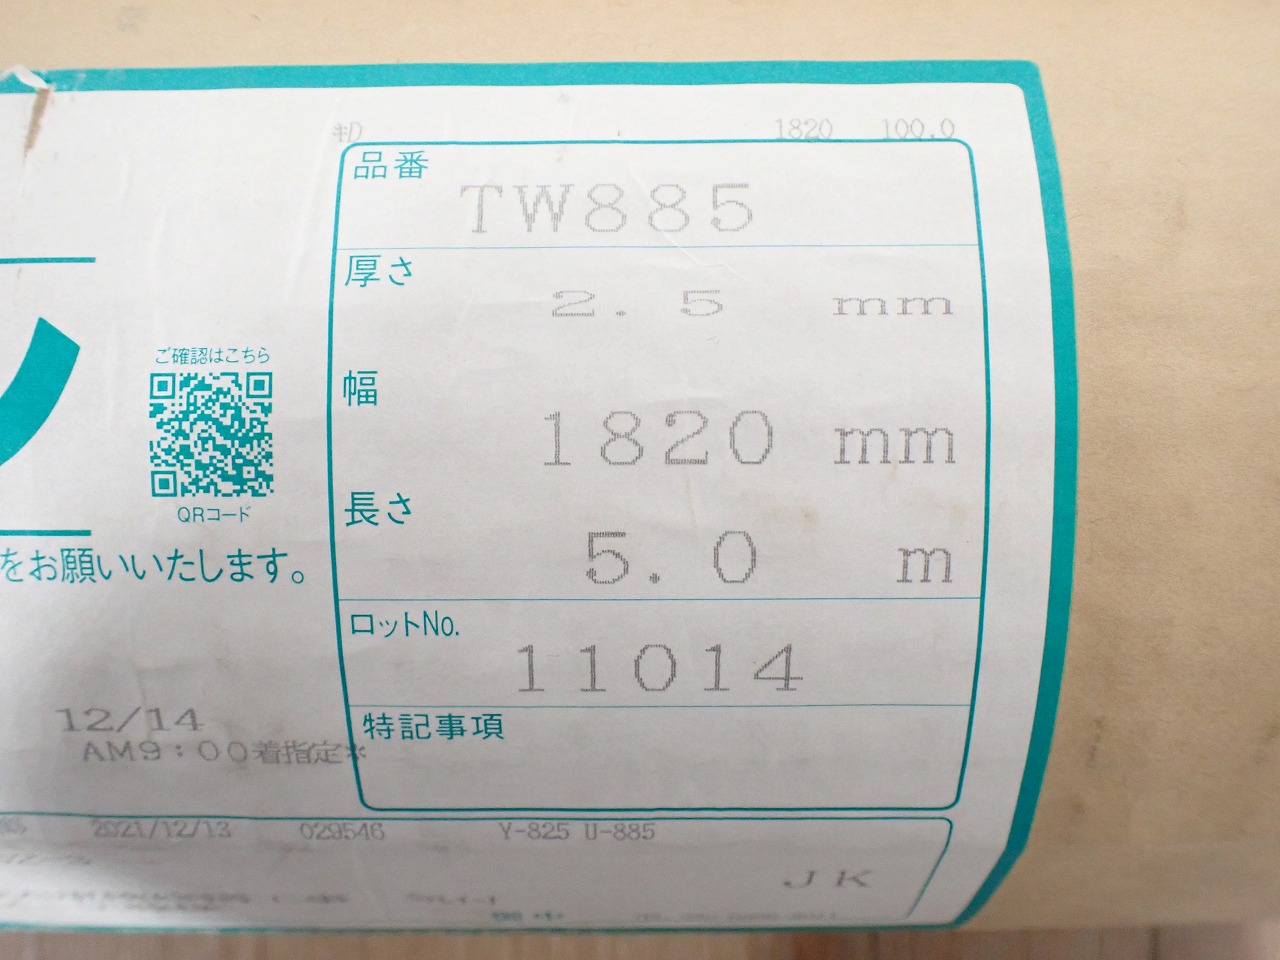 1820 100.0
品番
TW885
厚さ
2.5 mm
幅
1820 mm
長さ
5.0 m
ロットNo.
11014
特記事項
ご確認はこちら
QRコード
をお願いいたします。
12/14
AM9:00着指定*
2021/12/13 029546 Y-825 U-885
JK